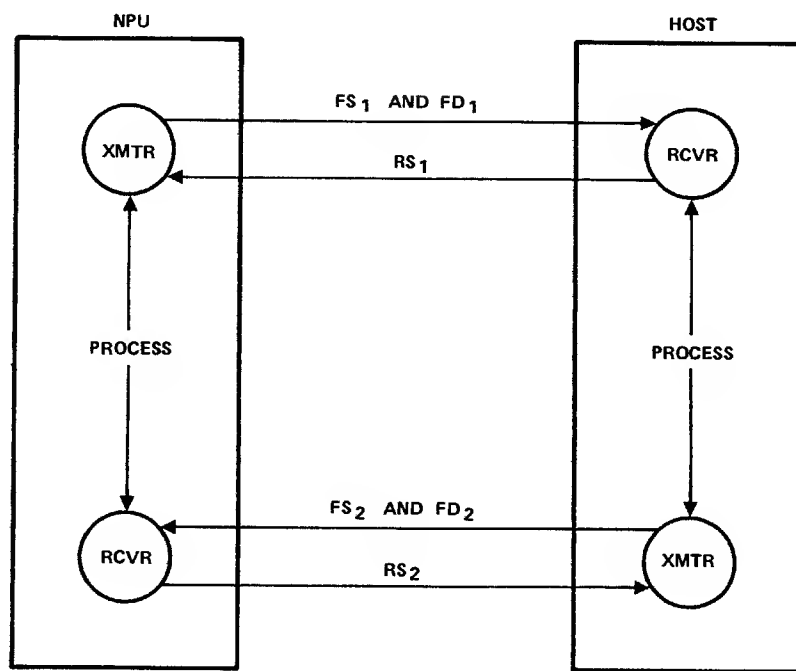 NPU
HOST
FS1 AND FD1
XMTR
RCVR
RS1
PROCESS
PROCESS
FS2 AND FD2
RCVR
XMTR
RS2